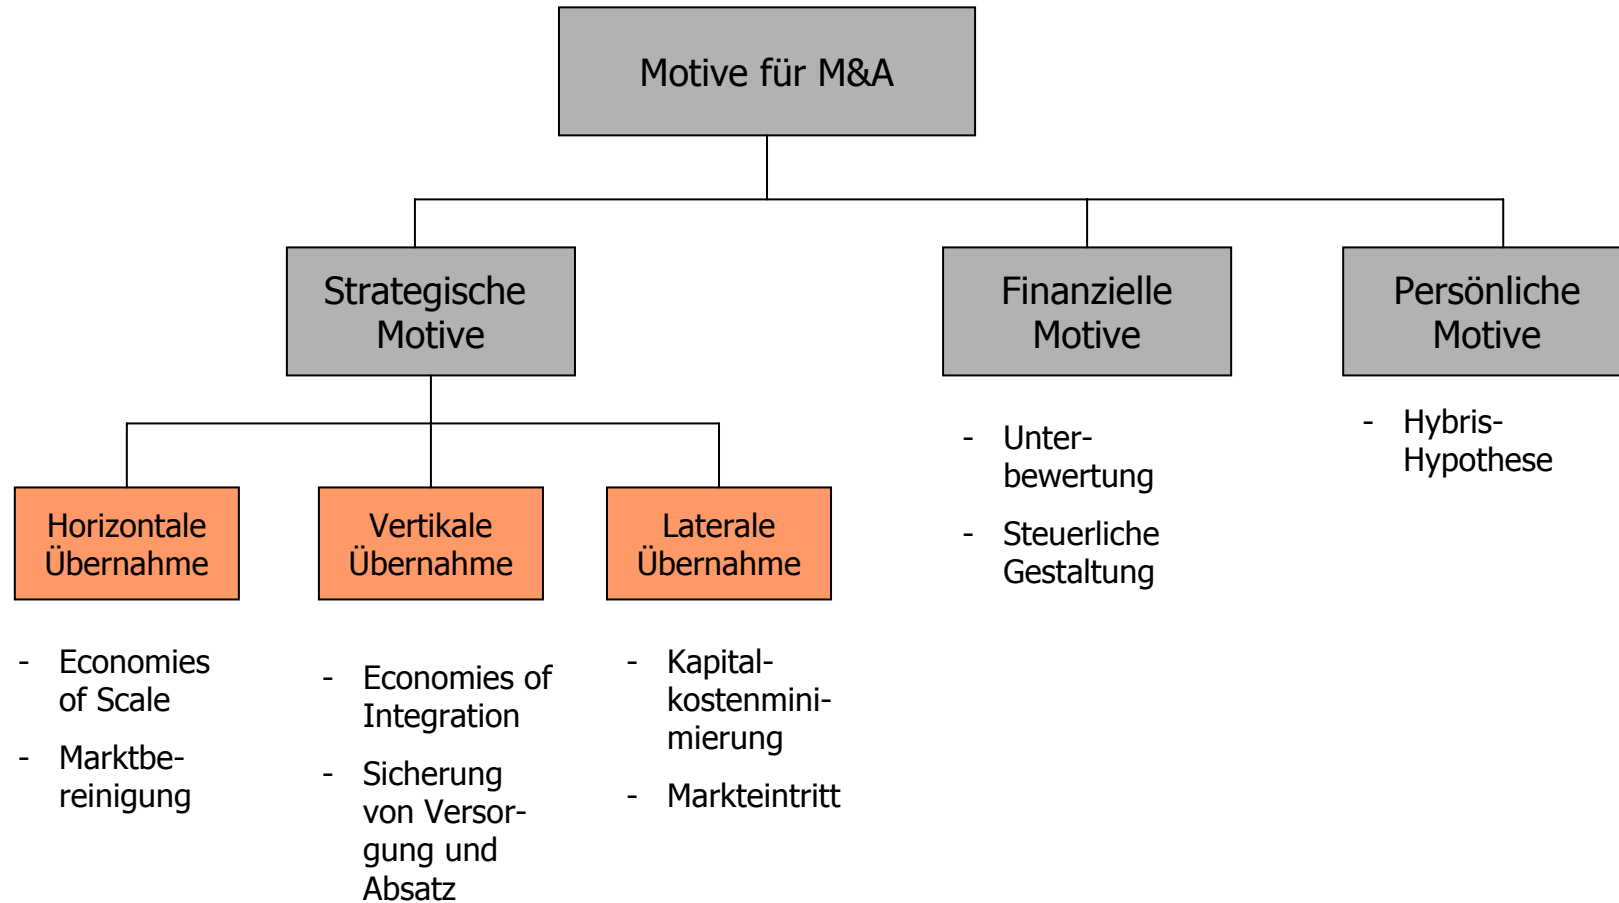 Motive für M&A
Strategische
Motive
Finanzielle
Motive
Persönliche
Motive
Horizontale
Übernahme
Vertikale
Übernahme
Laterale
Übernahme
- Economies
of Scale
- Marktbe-
reinigung
- Economies of
Integration
- Sicherung
von Versor-
gung und
Absatz
- Kapital-
kostenmini-
mierung
- Markteintritt
- Unter-
bewertung
- Steuerliche
Gestaltung
- Hybris-
Hypothese